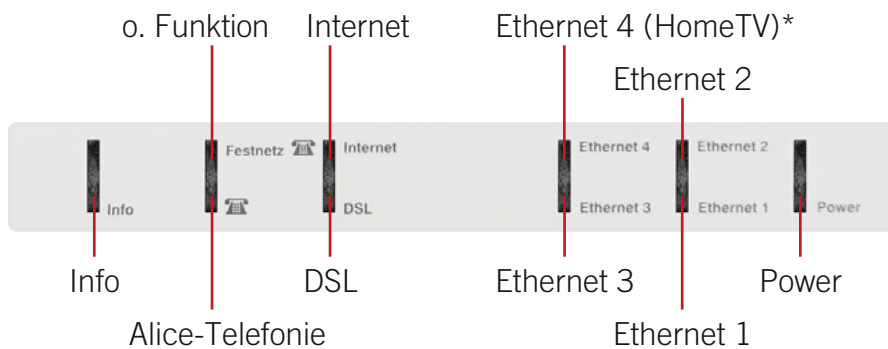 o. Funktion Internet Ethernet 4 (HomeTV)*
Ethernet 2
Festnetz Internet Ethernet 4 Ethernet 2
Info DSL Ethernet 3 Ethernet 1 Power
Info DSL Ethernet 3 Power
Alice-Telefonie Ethernet 1